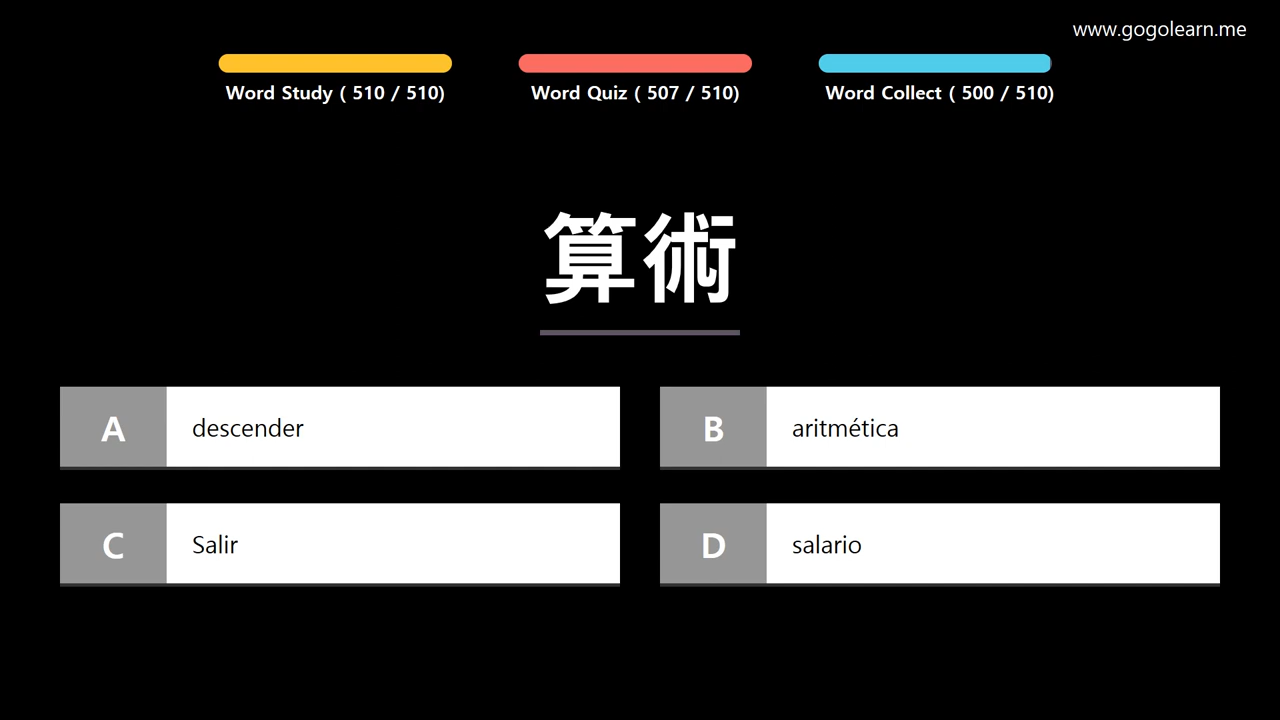 www.gogolearn.me
Word Study ( 510 / 510)
Word Quiz ( 507 / 510)
Word Collect ( 500 / 510)
算術
A
descender
B
aritmética
C
Salir
D
salario